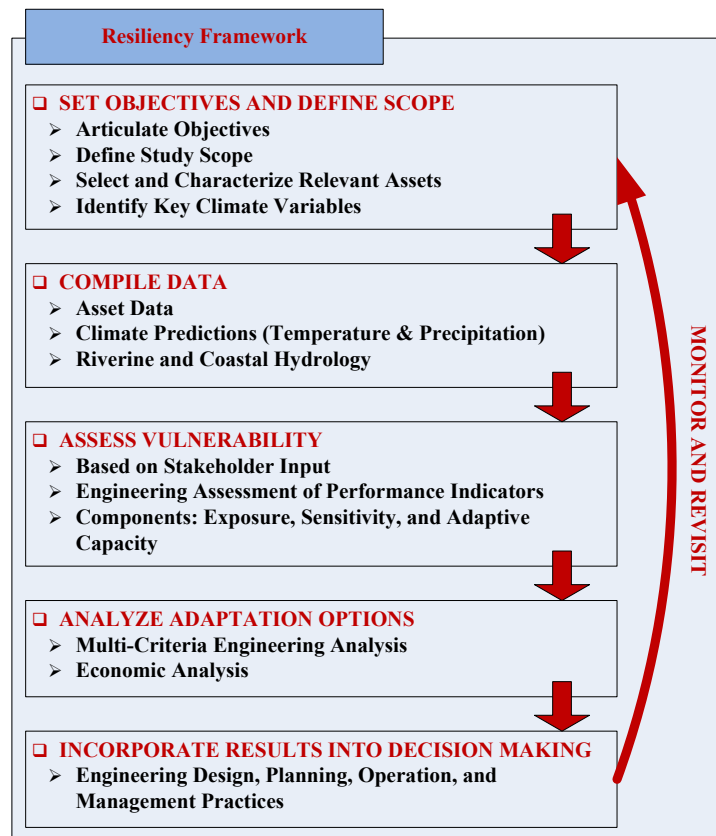 Resiliency Framework
❑ SET OBJECTIVES AND DEFINE SCOPE
➢ Articulate Objectives
➢ Define Study Scope
➢ Select and Characterize Relevant Assets
➢ Identify Key Climate Variables
❑ COMPILE DATA
➢ Asset Data
➢ Climate Predictions (Temperature & Precipitation)
➢ Riverine and Coastal Hydrology
❑ ASSESS VULNERABILITY
➢ Based on Stakeholder Input
➢ Engineering Assessment of Performance Indicators
➢ Components: Exposure, Sensitivity, and Adaptive
Capacity
❑ ANALYZE ADAPTATION OPTIONS
➢ Multi-Criteria Engineering Analysis
➢ Economic Analysis
❑ INCORPORATE RESULTS INTO DECISION MAKING
➢ Engineering Design, Planning, Operation, and
Management Practices
MONITOR AND REVISIT